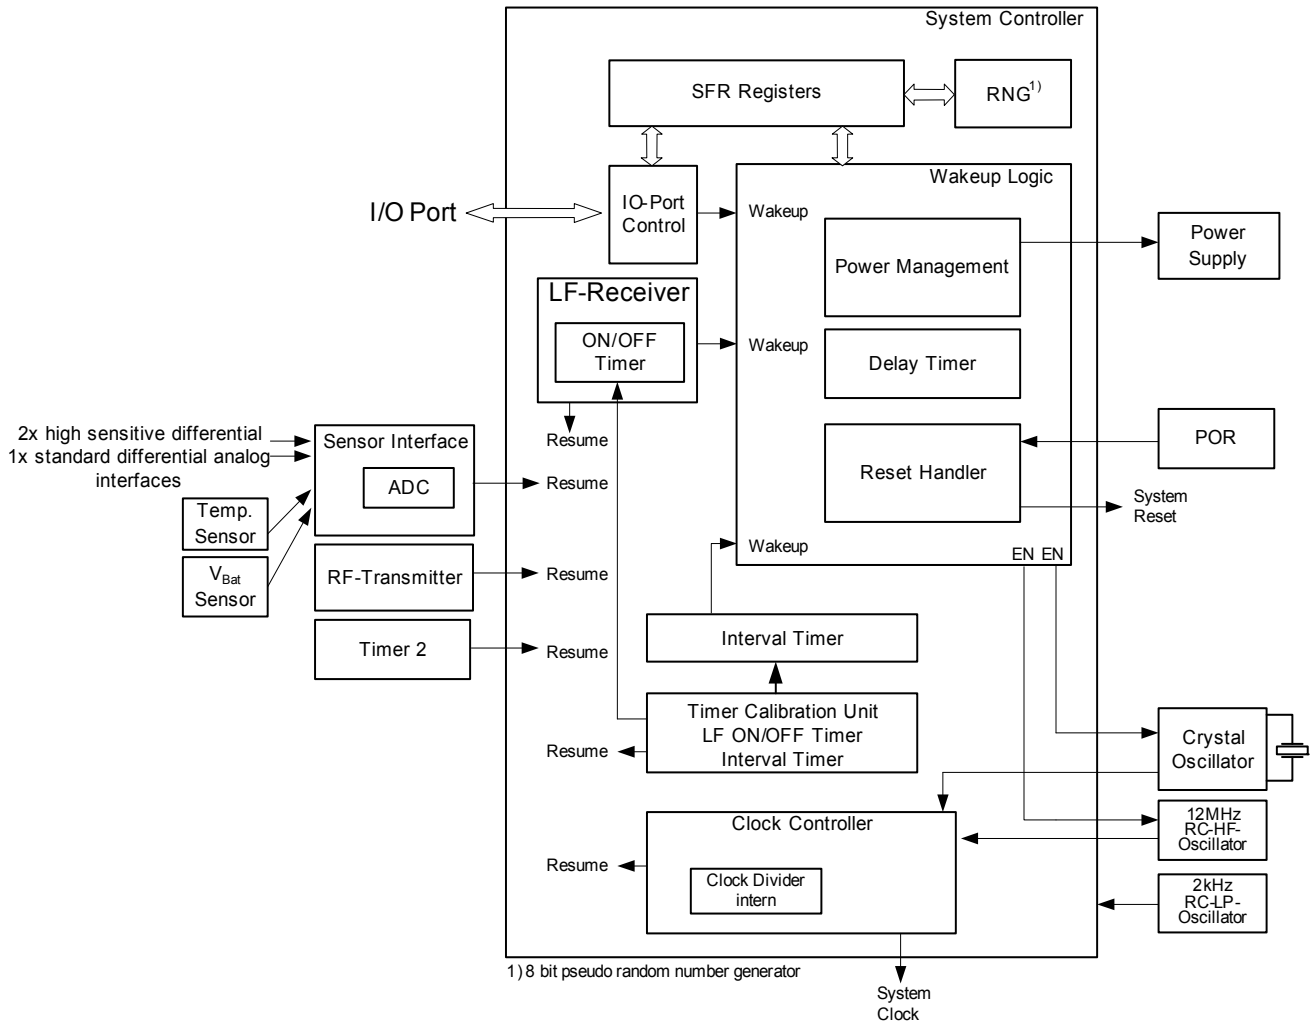 System Controller
SFR Registers
RNG1)
Wakeup Logic
I/O Port
IO-Port
Control
Wakeup
Power Management
Power
Supply
LF-Receiver
ON/OFF
Timer
Wakeup
Delay Timer
Resume
2x high sensitive differential
1x standard differential analog
interfaces
Sensor Interface
ADC
Resume
Reset Handler
POR
System
Reset
Temp.
Sensor
VBat
Sensor
RF-Transmitter
Resume
Wakeup
EN EN
Timer 2
Resume
Interval Timer
Timer Calibration Unit
LF ON/OFF Timer
Interval Timer
Resume
Crystal
Oscillator
Clock Controller
Clock Divider
intern
Resume
12MHz
RC-HF-
Oscillator
2kHz
RC-LP-
Oscillator
1) 8 bit pseudo random number generator
System
Clock